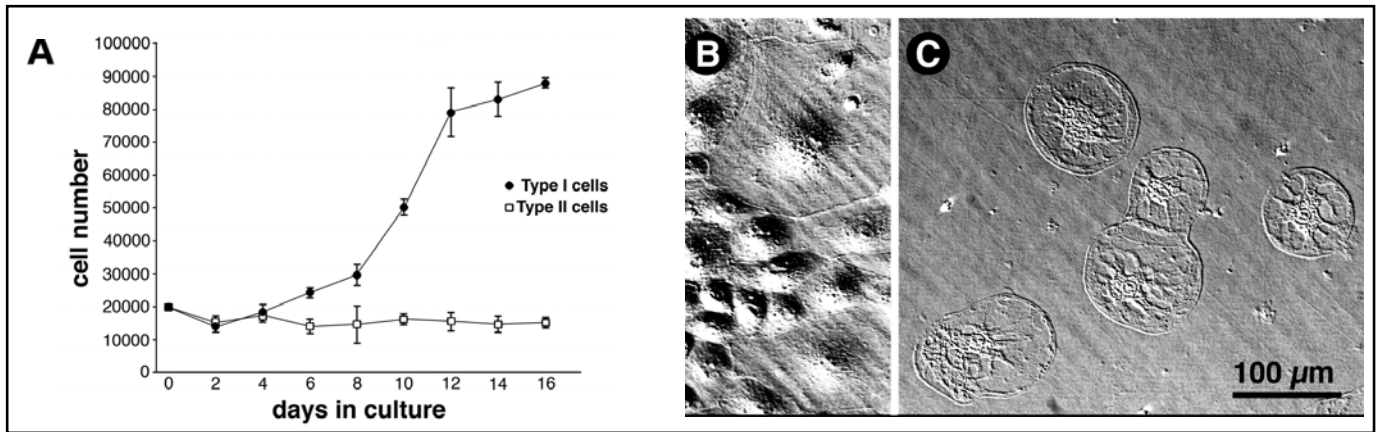 A
100000
90000
80000
70000
60000
50000
40000
30000
20000
10000
0
cell number
0 2 4 6 8 10 12 14 16
days in culture
Type I cells
Type II cells
B
C
100 µm